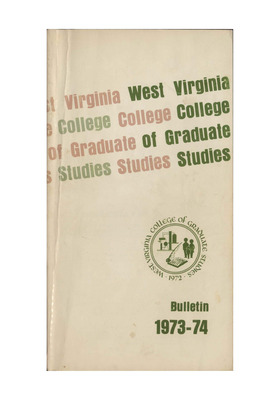 st Virginia West Virginia
e College College College
of Graduate of Graduate
s Studies Studies Studies
WEST VIRGINIA COLLEGE OF GRADUATE STUDIES
· 1972 ·
Bulletin
1973-74